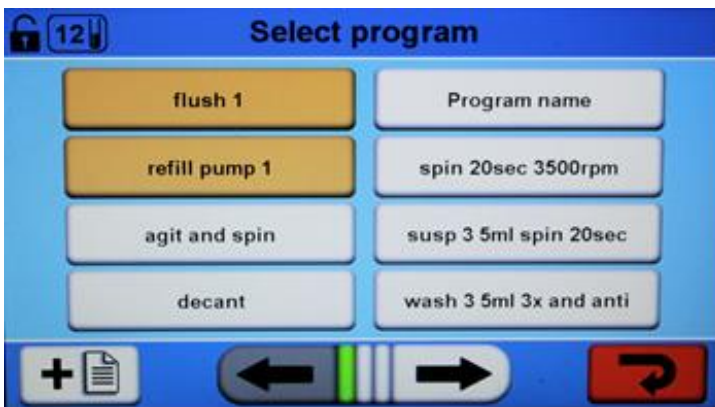 12
Select program
flush 1
Program name
refill pump 1
spin 20sec 3500rpm
agit and spin
susp 3 5ml spin 20sec
decant
wash 3 5ml 3x and anti